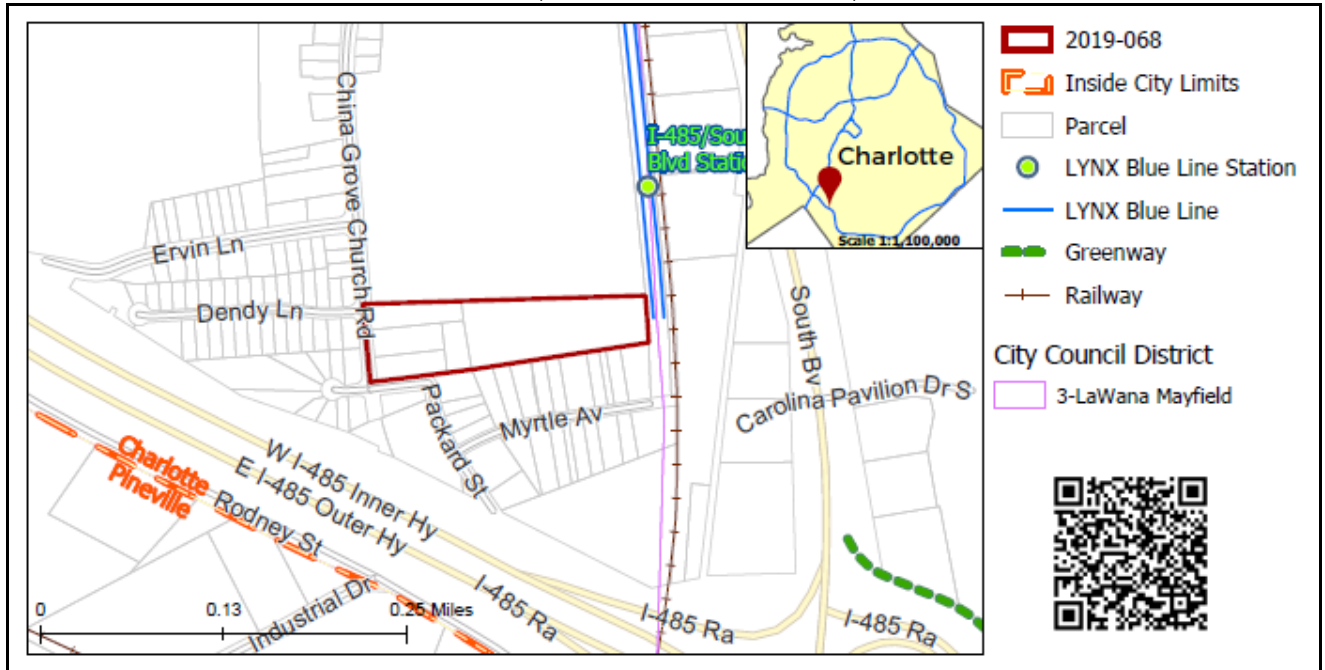 China Grove Church Rd
I-485/Sou
Blvd Statio
Ervin Ln
Dendy Ln
Packard St
Myrtle Av
South Bv
Carolina Pavilion Dr S
W I-485 Inner Hy
E I-485 Outer Hy
Charlotte
Pineville
Rodney St
Industrial Dr
I-485 Ra
I-485 Ra
I-485 Ra
0
0.13
0.25 Miles
Charlotte
Scale 1:1,100,000
2019-068
Inside City Limits
Parcel
LYNX Blue Line Station
LYNX Blue Line
Greenway
Railway
City Council District
3-LaWana Mayfield